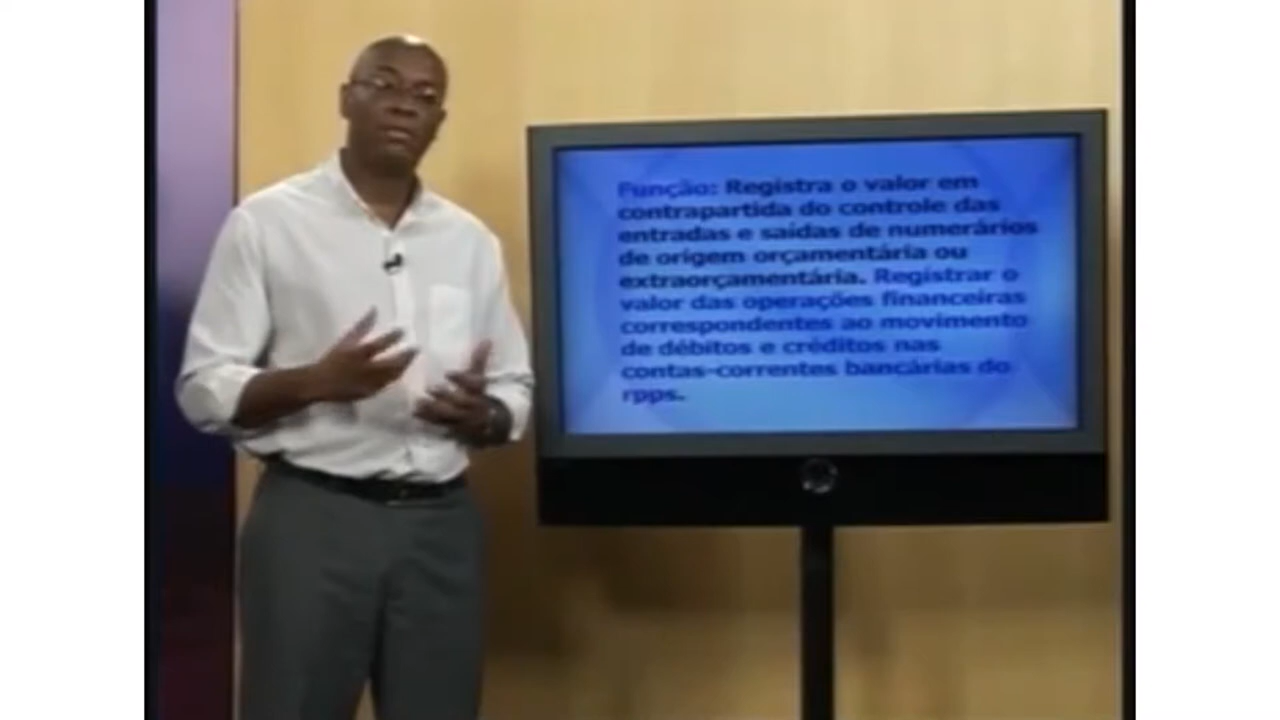 Função: Registra o valor em
contrapartida do controle das
entradas e saídas de numerários
de origem orçamentária ou
extraorçamentária. Registrar o
valor das operações financeiras
correspondentes ao movimento
de débitos e créditos nas
contas-correntes bancárias do
rpps.